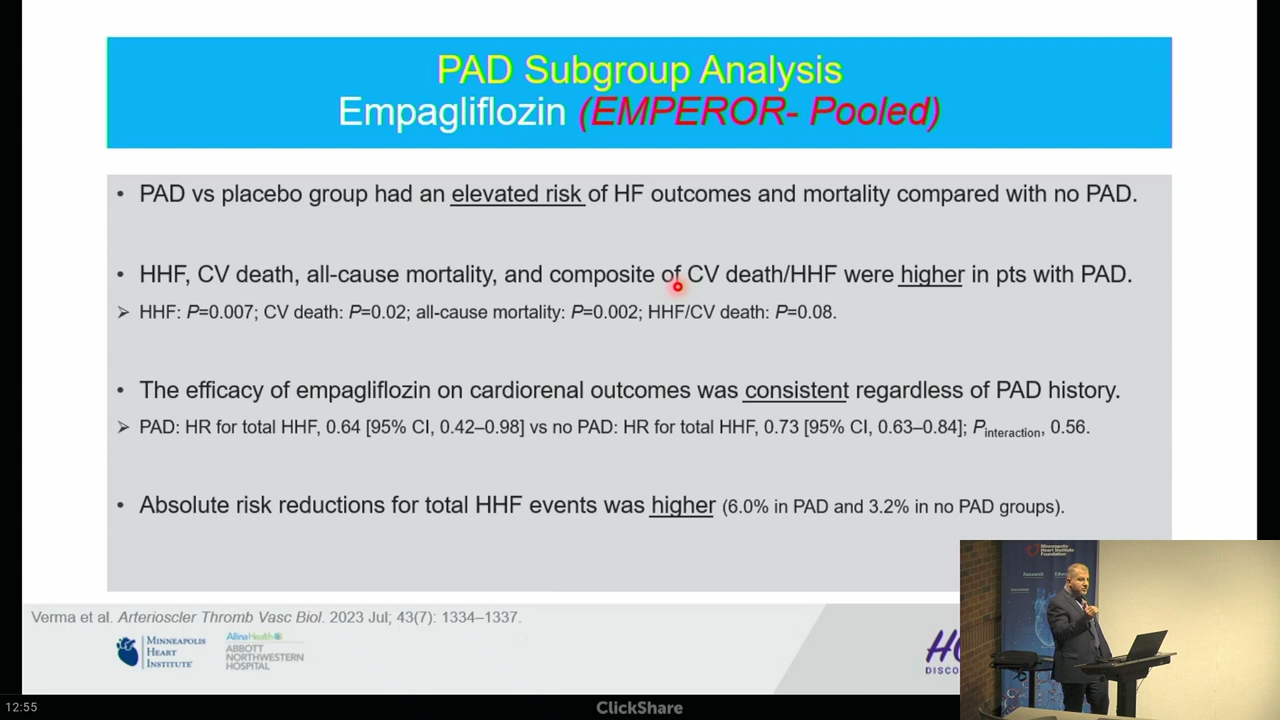 PAD Subgroup Analysis
Empagliflozin (EMPEROR- Pooled)
• PAD vs placebo group had an elevated risk of HF outcomes and mortality compared with no PAD.
• HHF, CV death, all-cause mortality, and composite of CV death/HHF were higher in pts with PAD.
➢ HHF: P=0.007; CV death: P=0.02; all-cause mortality: P=0.002; HHF/CV death: P=0.08.
• The efficacy of empagliflozin on cardiorenal outcomes was consistent regardless of PAD history.
➢ PAD: HR for total HHF, 0.64 [95% CI, 0.42–0.98] vs no PAD: HR for total HHF, 0.73 [95% CI, 0.63–0.84]; Pinteraction, 0.56.
• Absolute risk reductions for total HHF events was higher (6.0% in PAD and 3.2% in no PAD groups).
Verma et al. Arterioscler Thromb Vasc Biol. 2023 Jul; 43(7): 1334–1337.
MINNEAPOLIS
HEART
INSTITUTE
AllinaHealth
ABBOTT
NORTHWESTERN
HOSPITAL
DISCO
Minneapolis
Heart Institute
Foundation
Research
12:55
ClickShare